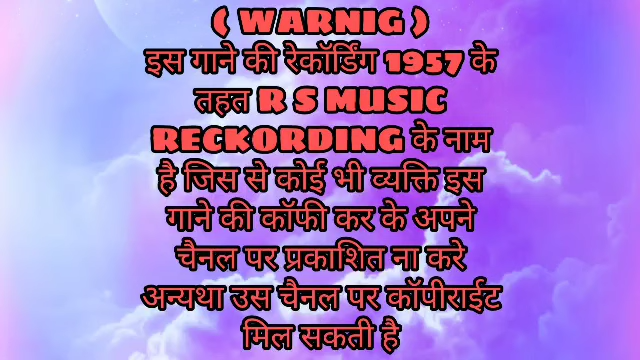 ( WARNIG )
इस गाने की रेकॉर्डिंग 1957 के
तहत R S MUSIC
RECKORDING के नाम
है जिस से कोई भी व्यक्ति इस
गाने की कॉफी कर के अपने
चैनल पर प्रकाशित ना करे
अन्यथा उस चैनल पर कॉपीराईट
मिल सकती है